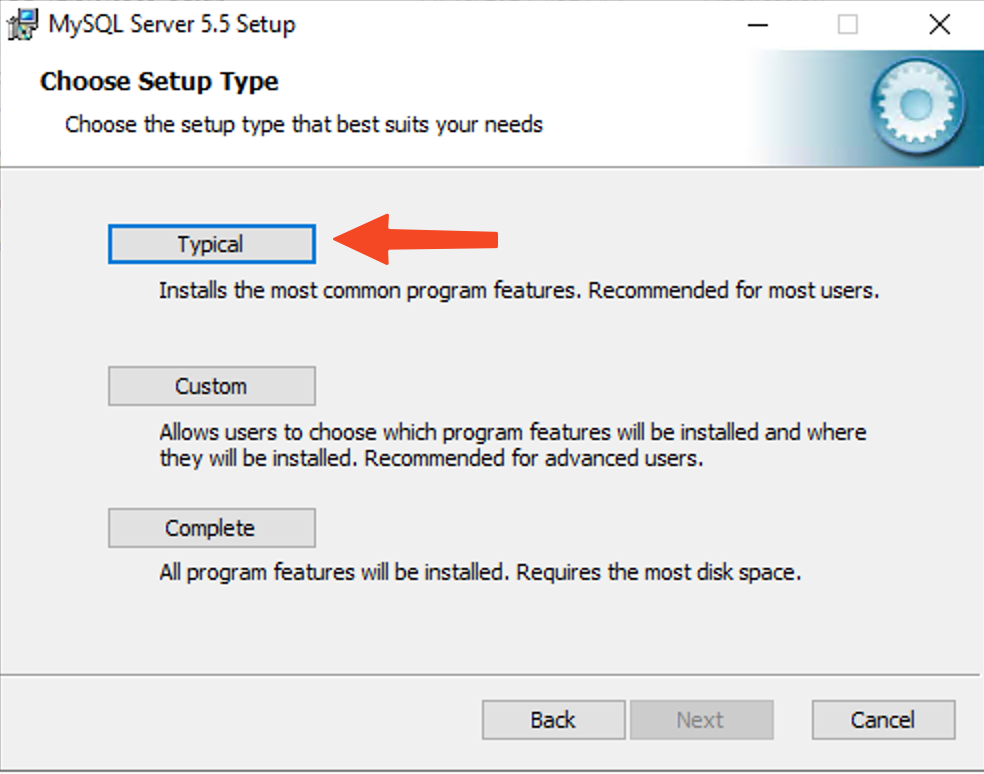 MySQL Server 5.5 Setup
Choose Setup Type
Choose the setup type that best suits your needs
Typical
Installs the most common program features. Recommended for most users.
Custom
Allows users to choose which program features will be installed and where
they will be installed. Recommended for advanced users.
Complete
All program features will be installed. Requires the most disk space.
Back Next Cancel